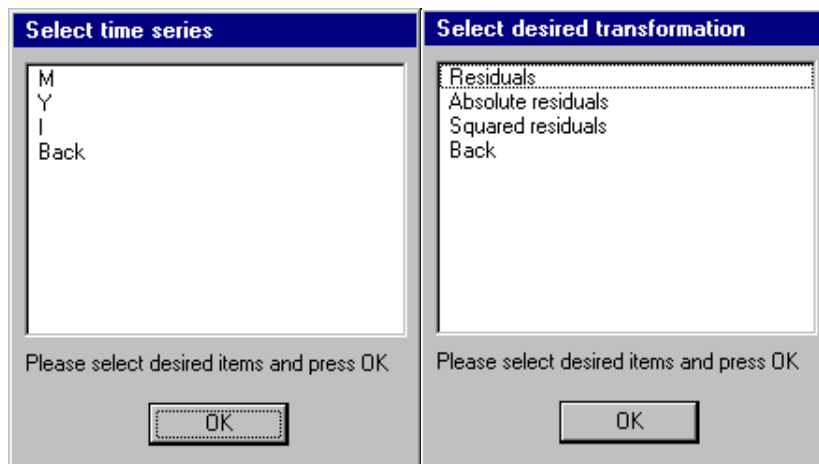 Select time series
M
Y
I
Back
Please select desired items and press OK
OK
Select desired transformation
Residuals
Absolute residuals
Squared residuals
Back
Please select desired items and press OK
OK